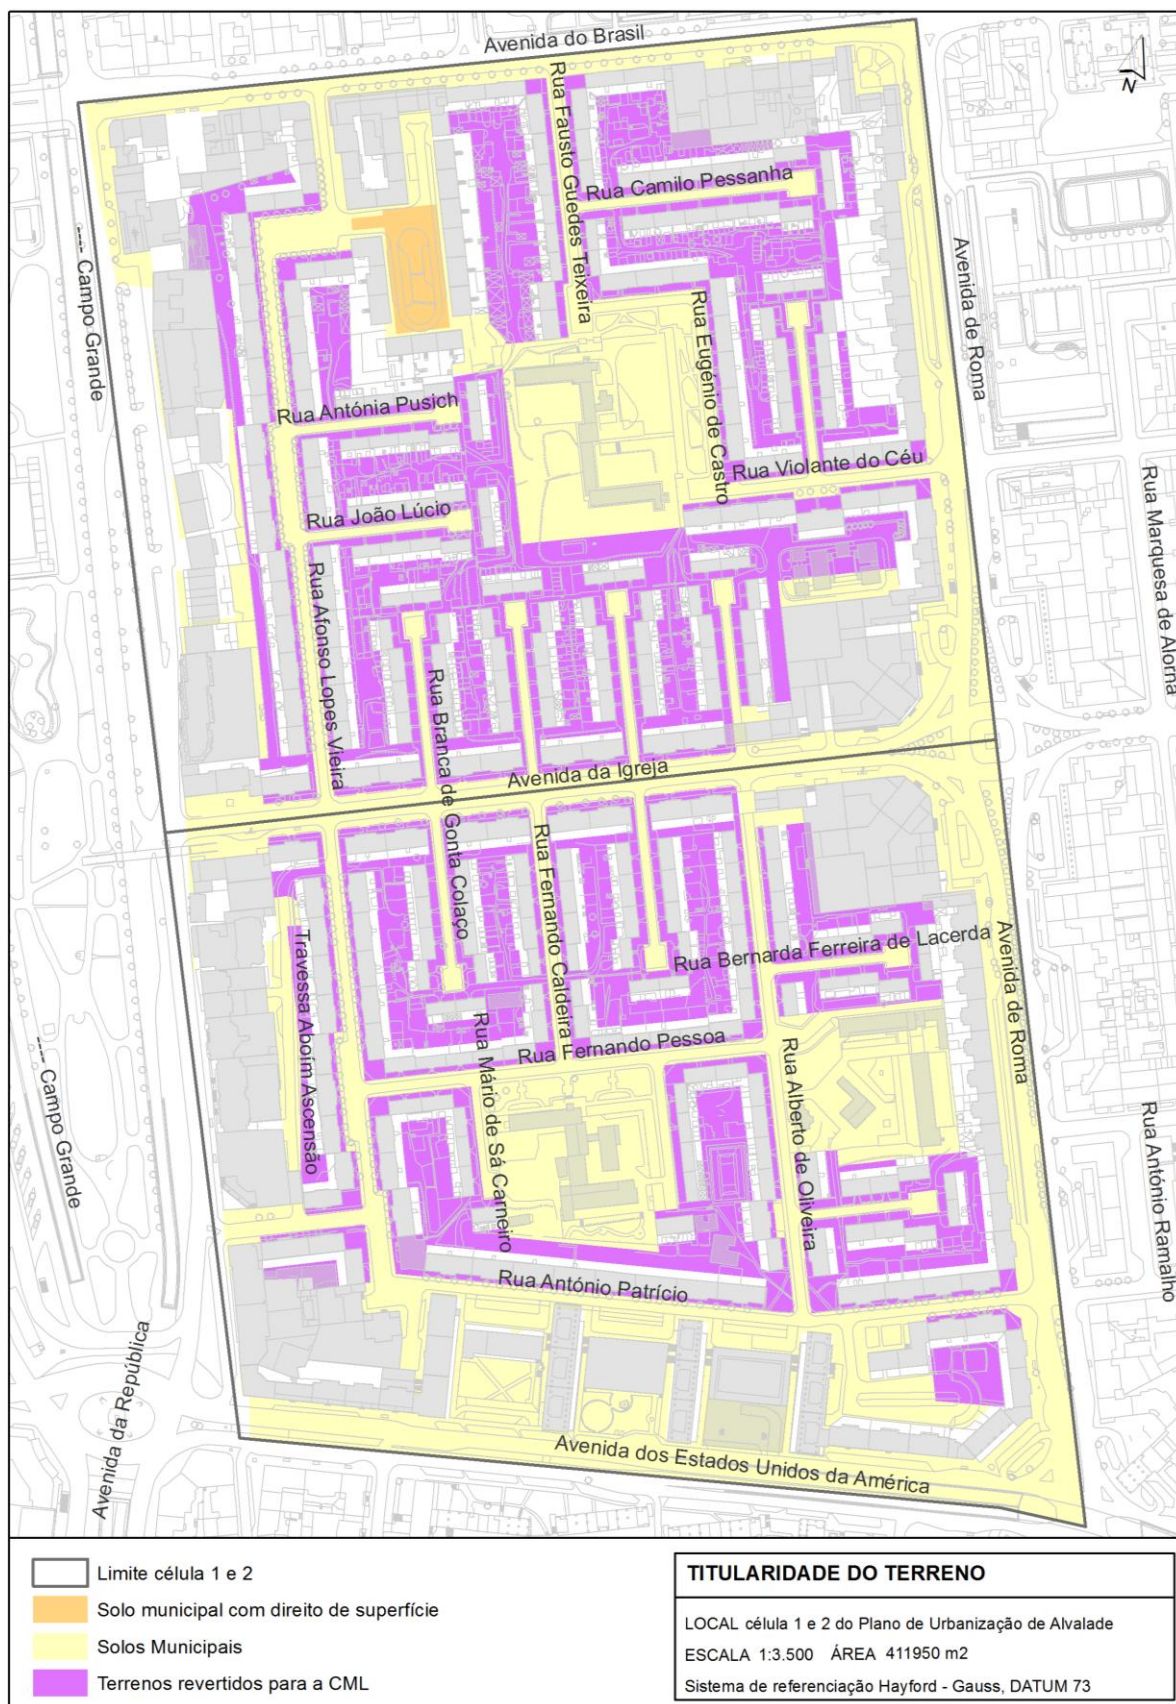 Avenida do Brasil
N
Rua Fausto Guedes Teixeira
Rua Camilo Pessanha
---- Campo Grande
Avenida de Roma
Rua Eugénio de Castro
Rua Antónia Pusich
Rua Violante do Céu
Rua João Lúcio
Rua Marquesa de Alorna
Rua Afonso Lopes Vieira
Rua Branca de Gonta Colaço
Avenida da Igreja
Rua Fernando Caldeira
Travessa Aboím Ascensão
Rua Bernarda Ferreira de Lacerda
Avenida de Roma
Rua Mário de Sá Carneiro
Rua Fernando Pessoa
---- Campo Grande
Rua Alberto de Oliveira
Rua António Ramalho
Rua António Patrício
Avenida da República
Avenida dos Estados Unidos da América
Limite célula 1 e 2
Solo municipal com direito de superfície
Solos Municipais
Terrenos revertidos para a CML
TITULARIDADE DO TERRENO
LOCAL célula 1 e 2 do Plano de Urbanização de Alvalade
ESCALA 1:3.500 ÁREA 411950 m2
Sistema de referenciação Hayford - Gauss, DATUM 73